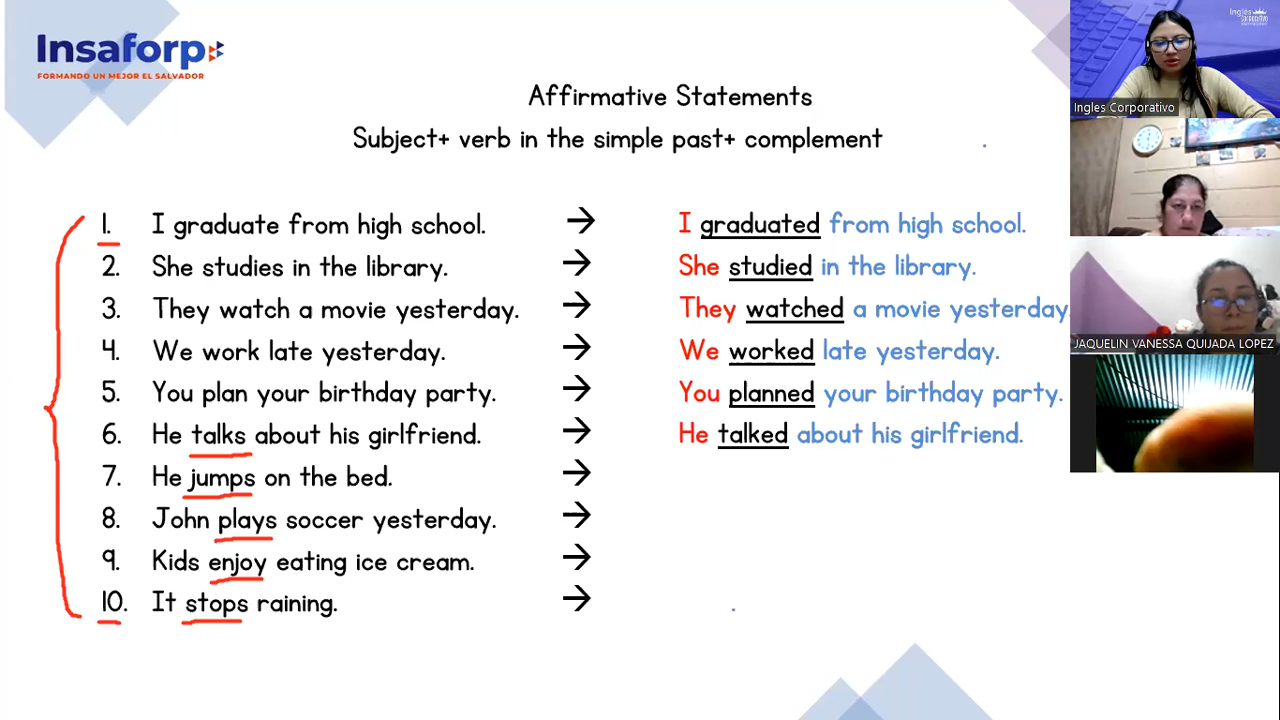 Insaforp
FORMANDO UN MEJOR EL SALVADOR
Affirmative Statements
Subject+ verb in the simple past+ complement
1. I graduate from high school. → I graduated from high school.
2. She studies in the library. → She studied in the library.
3. They watch a movie yesterday. → They watched a movie yesterday.
4. We work late yesterday. → We worked late yesterday.
5. You plan your birthday party. → You planned your birthday party.
6. He talks about his girlfriend. → He talked about his girlfriend.
7. He jumps on the bed. →
8. John plays soccer yesterday. →
9. Kids enjoy eating ice cream. →
10. It stops raining. →
Ingles
Ingles Corporativo
JAQUELIN VANESSA QUIJADA LOPEZ